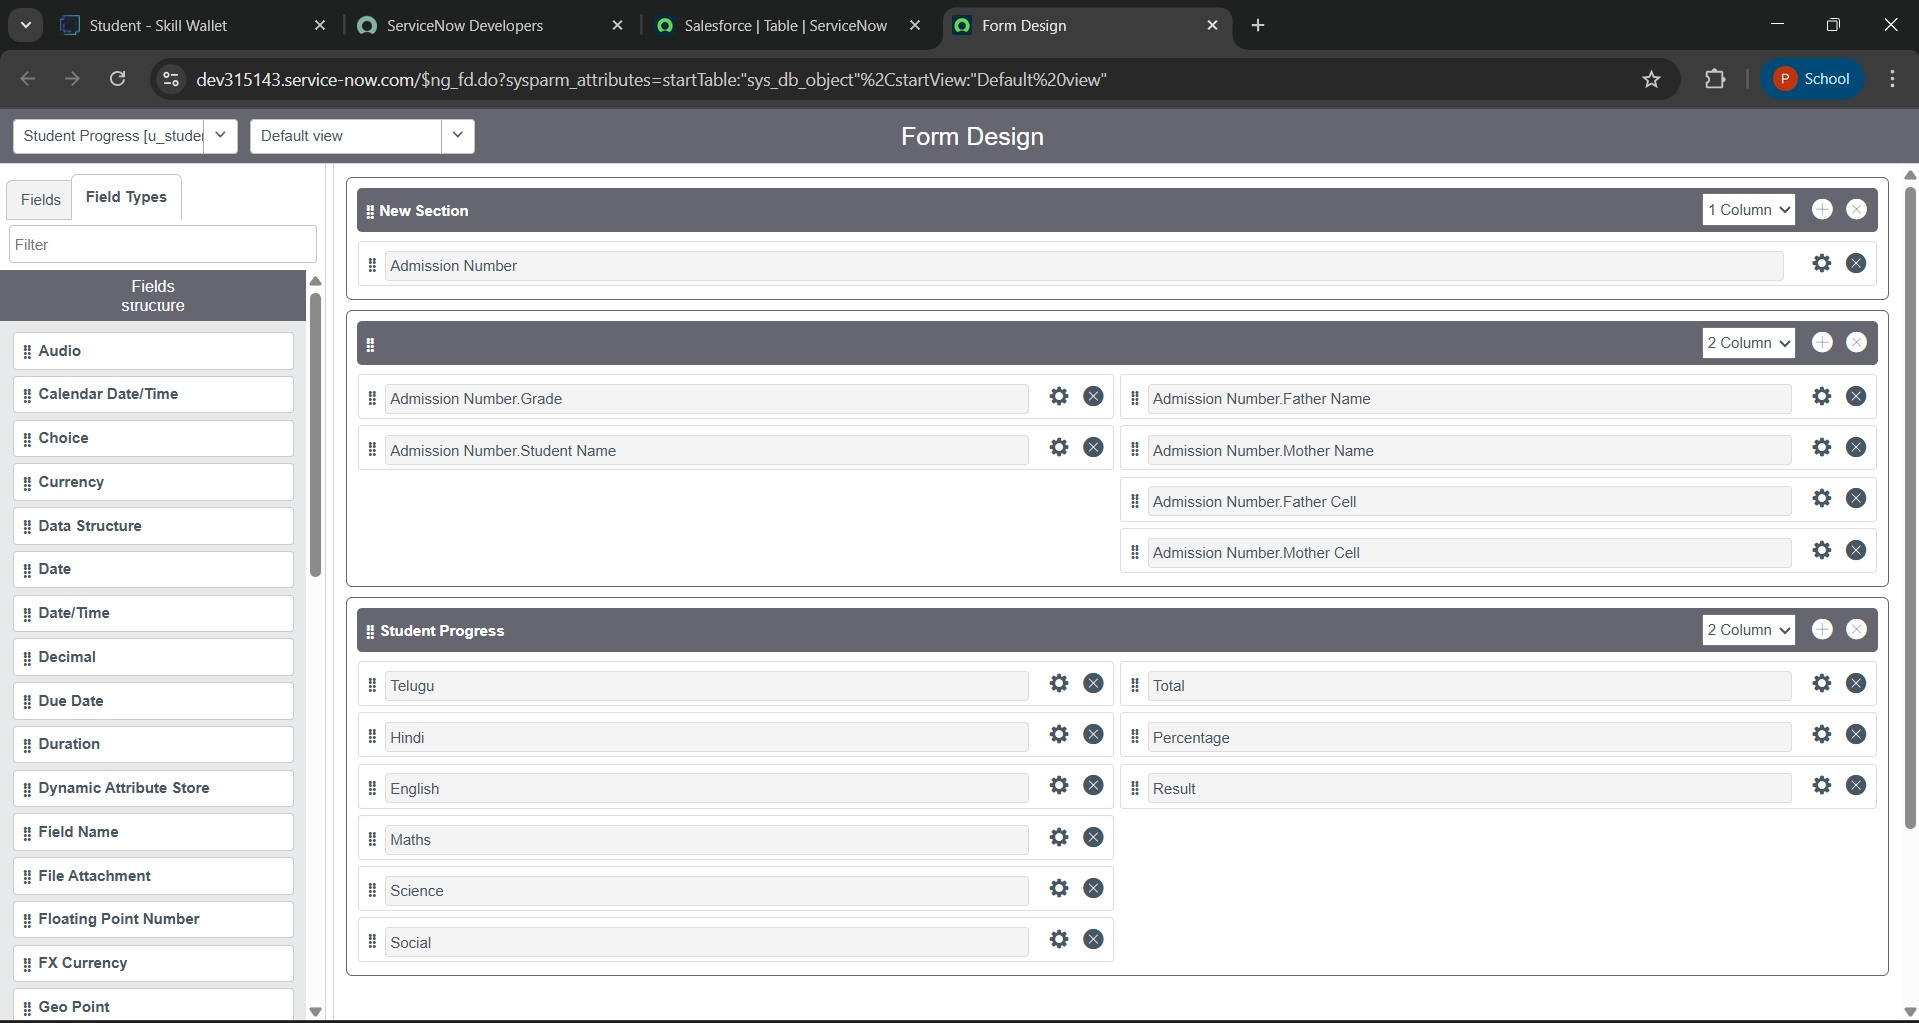 Student - Skill Wallet
ServiceNow Developers
Salesforce | Table | ServiceNow
Form Design
dev315143.service-now.com/$ng_fd.do?sysparm_attributes=startTable:"sys_db_object"%2CstartView:"Default%20view"
P School
Student Progress [u_studer
Default view
Form Design
Fields
Field Types
Filter
Fields
structure
Audio
Calendar Date/Time
Choice
Currency
Data Structure
Date
Date/Time
Decimal
Due Date
Duration
Dynamic Attribute Store
Field Name
File Attachment
Floating Point Number
FX Currency
Geo Point
New Section
1 Column
Admission Number
2 Column
Admission Number.Grade
Admission Number.Student Name
Admission Number.Father Name
Admission Number.Mother Name
Admission Number.Father Cell
Admission Number.Mother Cell
Student Progress
2 Column
Telugu
Hindi
English
Maths
Science
Social
Total
Percentage
Result